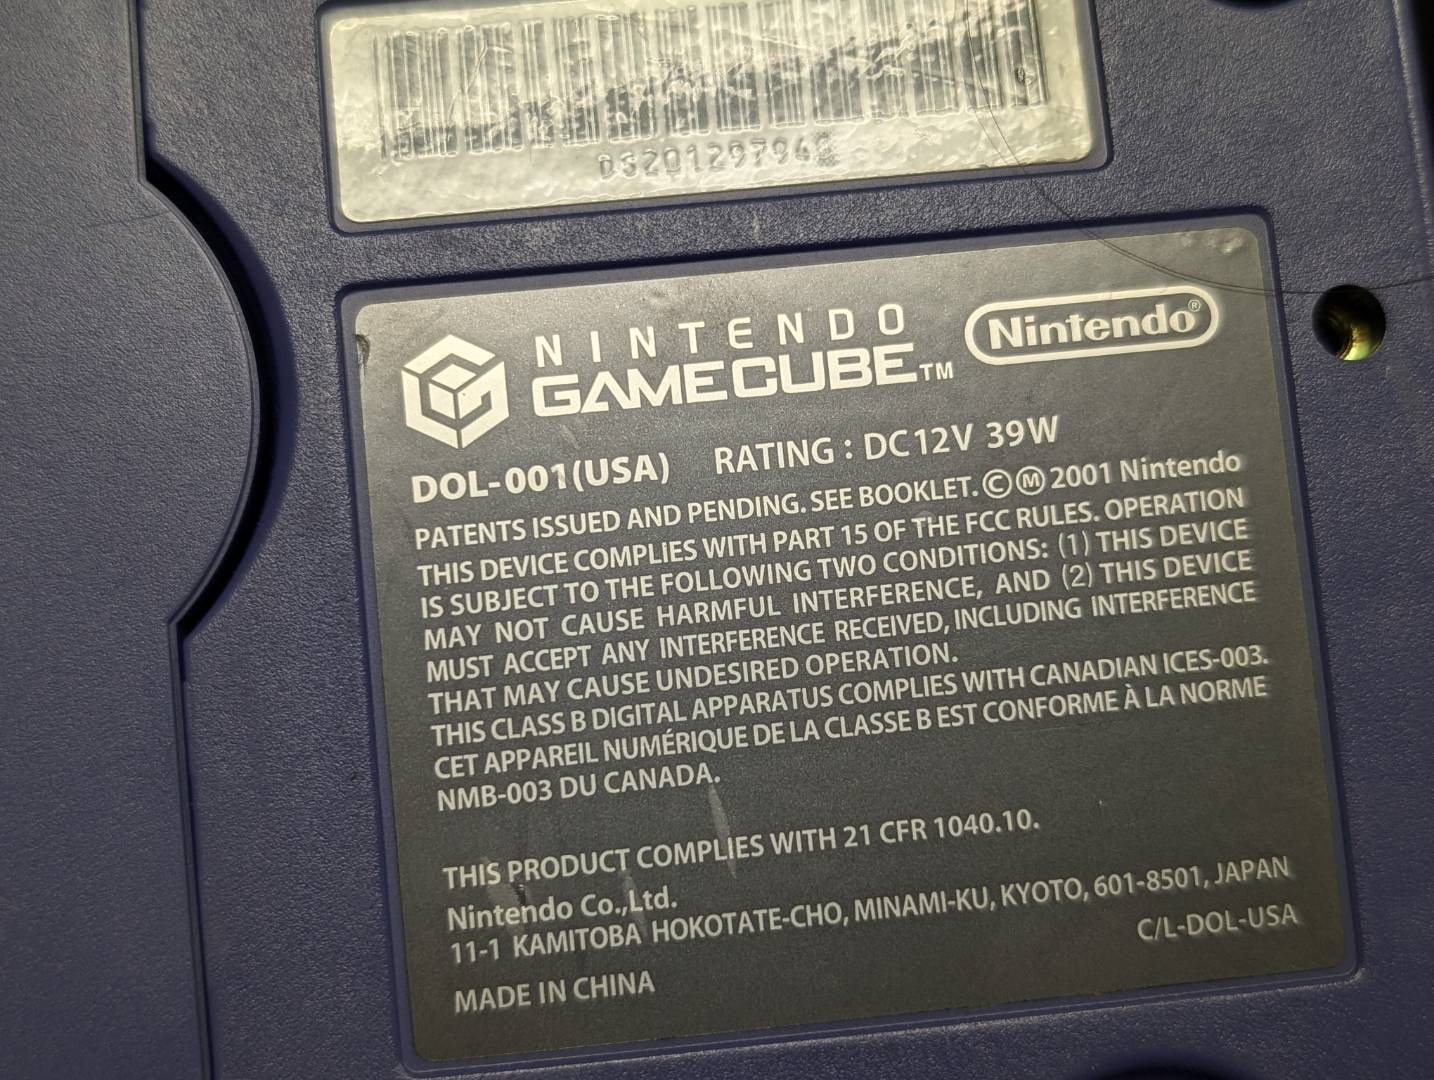 NINTENDO
GAMECUBE™
Nintendo®
DOL-001(USA) RATING : DC12V 39W
PATENTS ISSUED AND PENDING. SEE BOOKLET. ©Ⓜ 2001 Nintendo
THIS DEVICE COMPLIES WITH PART 15 OF THE FCC RULES. OPERATION
IS SUBJECT TO THE FOLLOWING TWO CONDITIONS: (1) THIS DEVICE
MAY NOT CAUSE HARMFUL INTERFERENCE, AND (2) THIS DEVICE
MUST ACCEPT ANY INTERFERENCE RECEIVED, INCLUDING INTERFERENCE
THAT MAY CAUSE UNDESIRED OPERATION.
THIS CLASS B DIGITAL APPARATUS COMPLIES WITH CANADIAN ICES-003.
CET APPAREIL NUMÉRIQUE DE LA CLASSE B EST CONFORME À LA NORME
NMB-003 DU CANADA.
THIS PRODUCT COMPLIES WITH 21 CFR 1040.10.
Nintendo Co.,Ltd.
11-1 KAMITOBA HOKOTATE-CHO, MINAMI-KU, KYOTO, 601-8501, JAPAN
C/L-DOL-USA
MADE IN CHINA